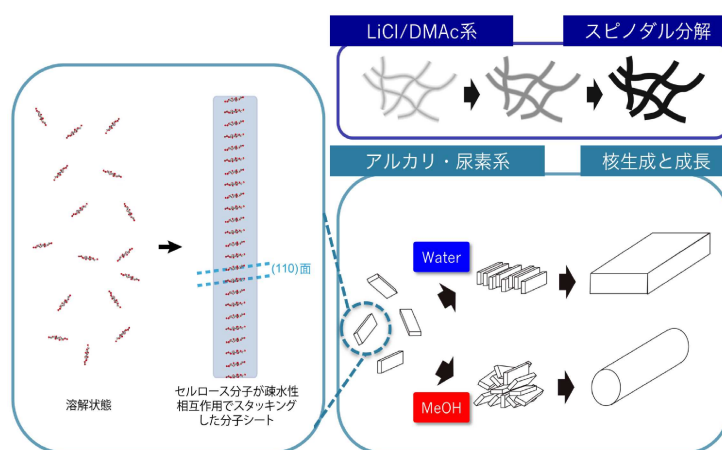 LiCl/DMAc系
スピノダル分解
アルカリ・尿素系
核生成と成長
(110)面
Water
MeOH
溶解状態
セルロース分子が疎水性
相互作用でスタッキング
した分子シート